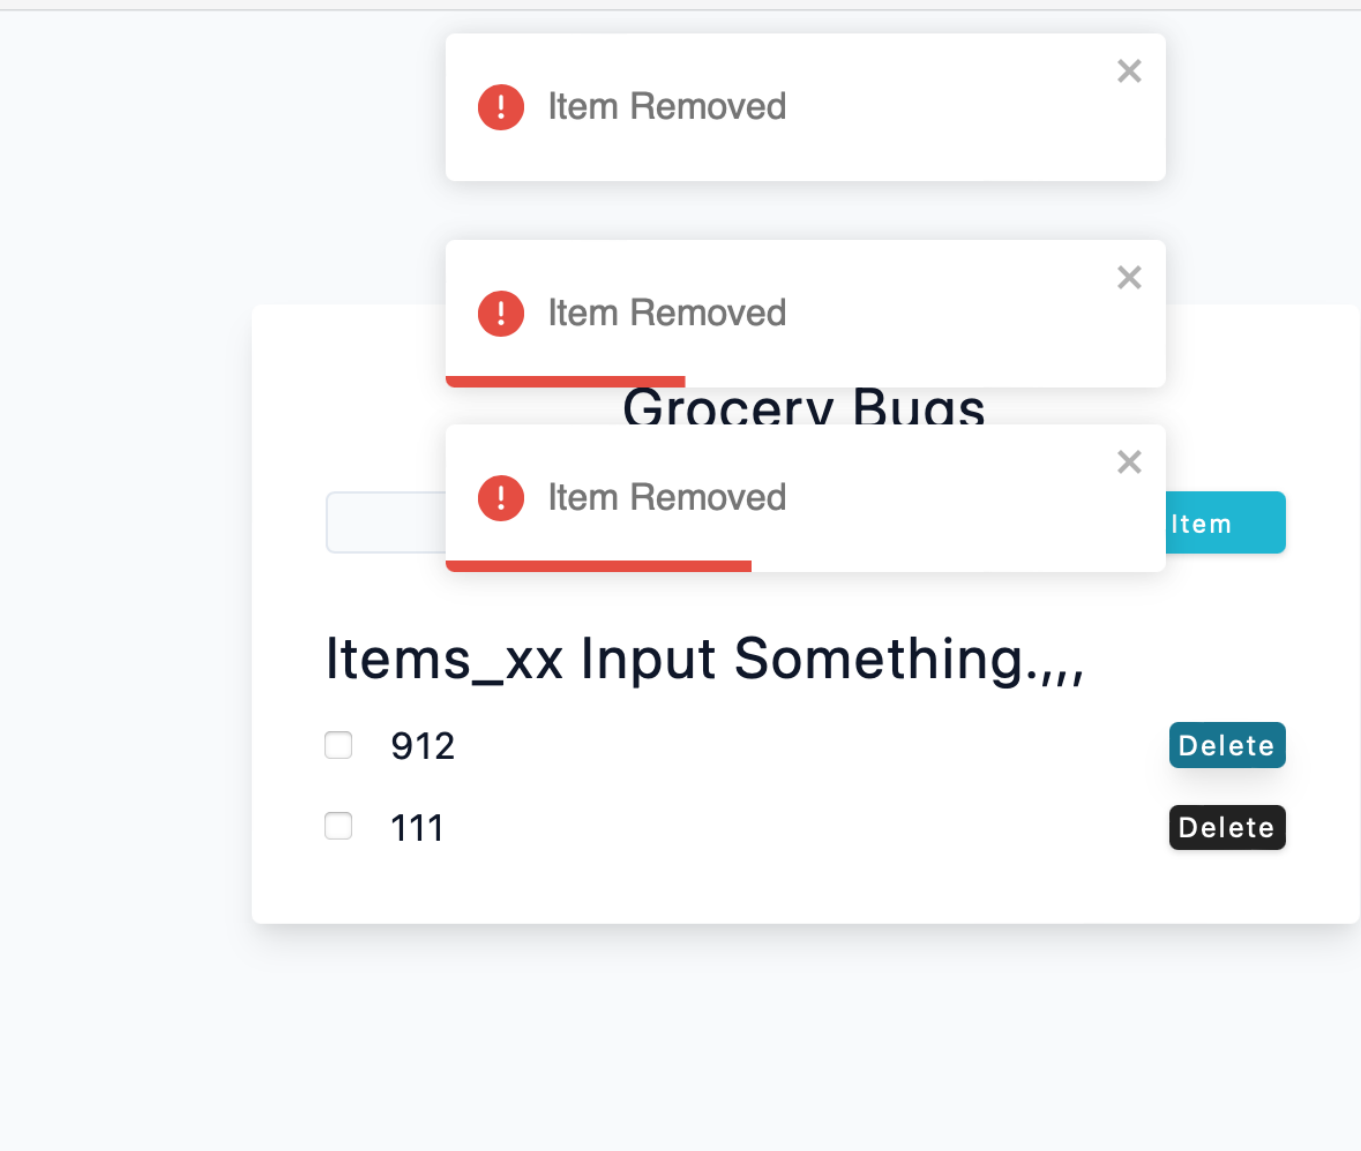 Item Removed
Item Removed
Grocery Bugs
Item Removed
Item
Items_xx Input Something.,,,
912
Delete
111
Delete